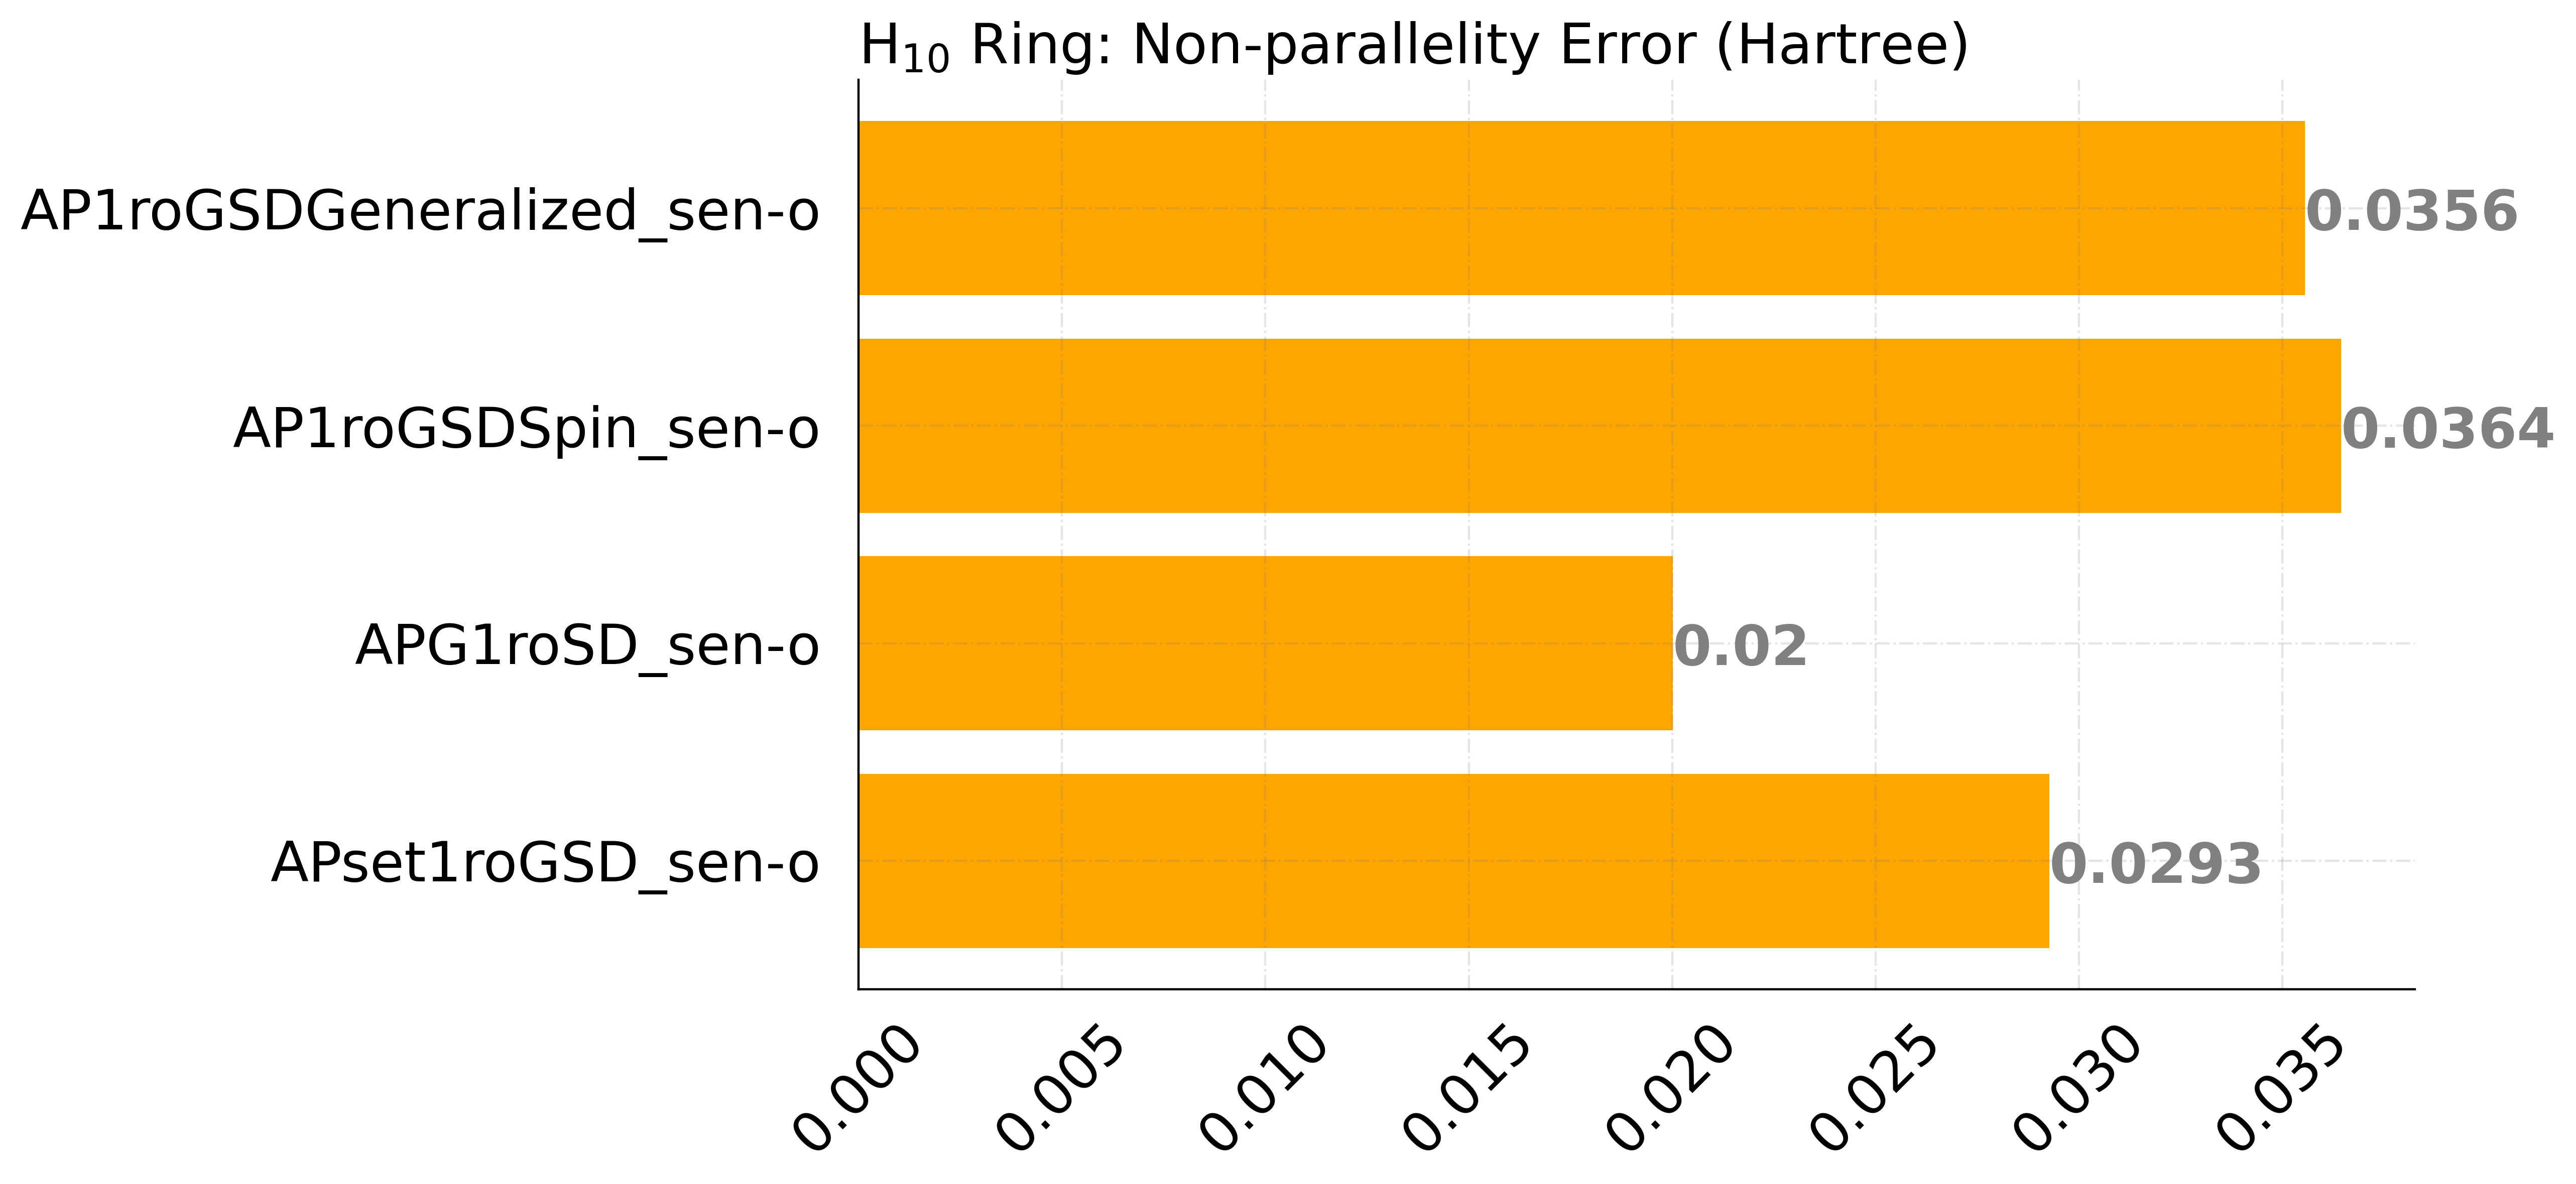 H₁₀ Ring: Non-parallelity Error (Hartree)
AP1roGSDGeneralized_sen-o
0.0356
AP1roGSDSpin_sen-o
0.0364
APG1roSD_sen-o
0.02
APset1roGSD_sen-o
0.0293
0.000
0.005
0.010
0.015
0.020
0.025
0.030
0.035